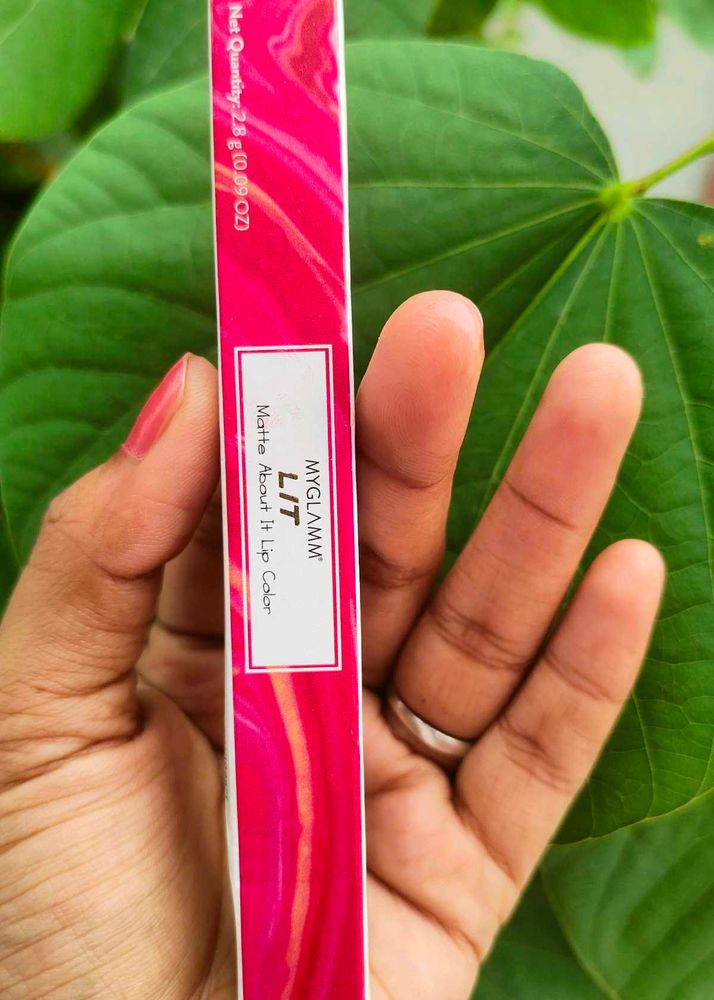 Net Quantity: 2.8 g (0.09 OZ)
MYGLAMM®
LIT
Matte About It Lip Color